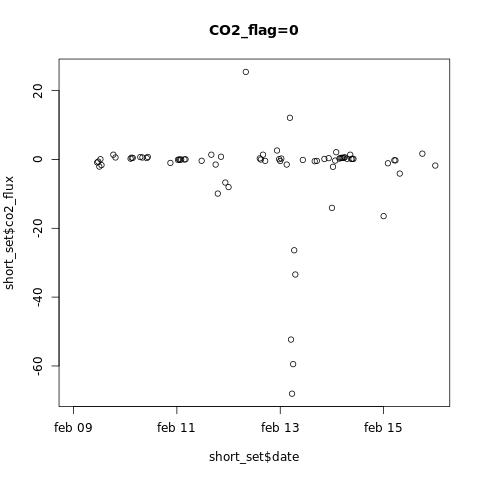 CO2_flag=0
short_set$co2_flux
20
0
-20
-40
-60
feb 09 feb 11 feb 13 feb 15
short_set$date